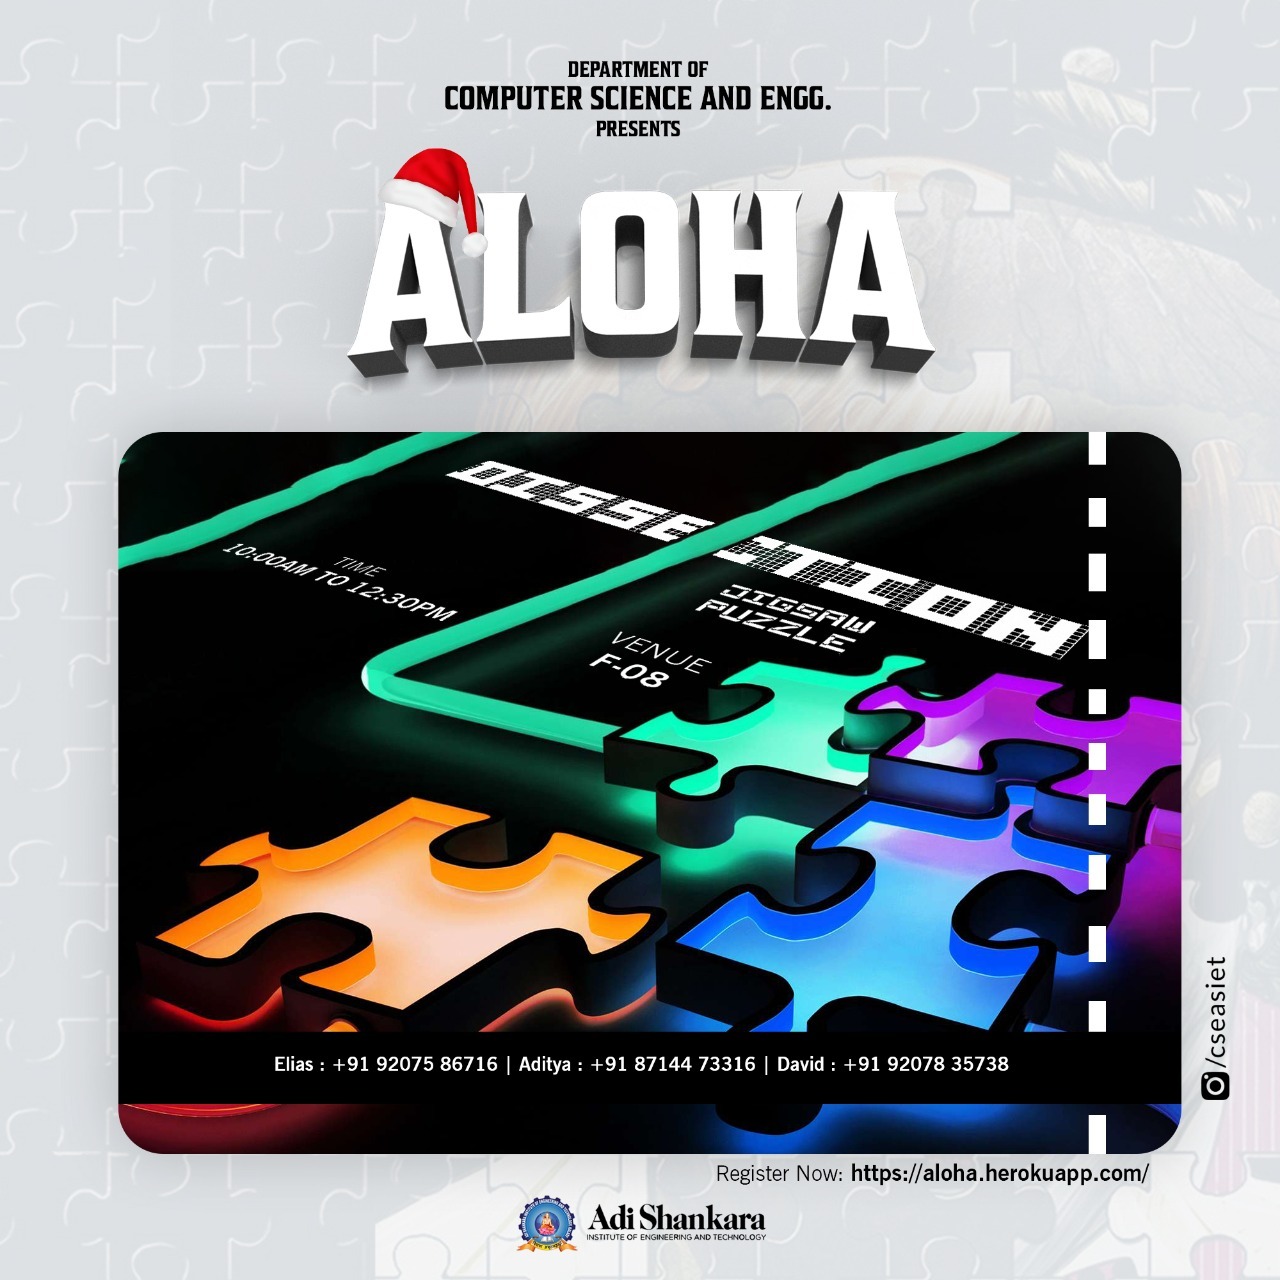 DEPARTMENT OF
COMPUTER SCIENCE AND ENGG.
PRESENTS
ALOHA
DISSECTION
JIGSAW
PUZZLE
TIME
10:00AM TO 12:30PM
VENUE
F-08
Elias : +91 92075 86716 | Aditya : +91 87144 73316 | David : +91 92078 35738
/cseasiet
Register Now: https://aloha.herokuapp.com/
Adi Shankara
INSTITUTE OF ENGINEERING AND TECHNOLOGY